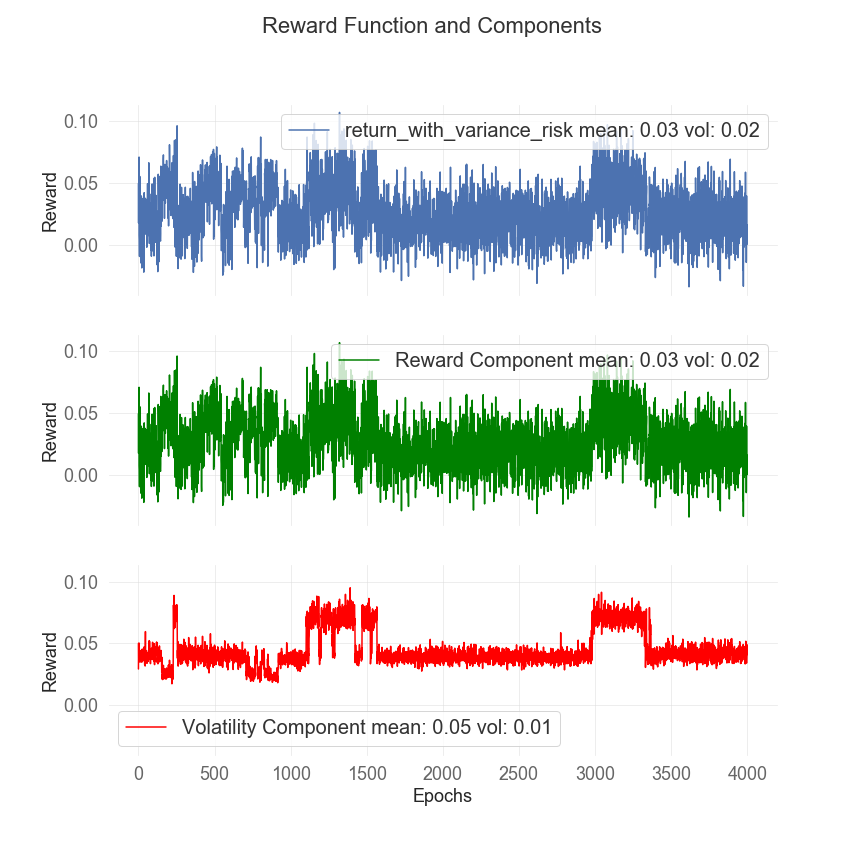 Reward Function and Components
0.10
return_with_variance_risk mean: 0.03 vol: 0.02
0.05
0.00
Reward
0.10
Reward Component mean: 0.03 vol: 0.02
0.05
0.00
Reward
0.10
0.05
0.00
Reward
Volatility Component mean: 0.05 vol: 0.01
0 500 1000 1500 2000 2500 3000 3500 4000
Epochs